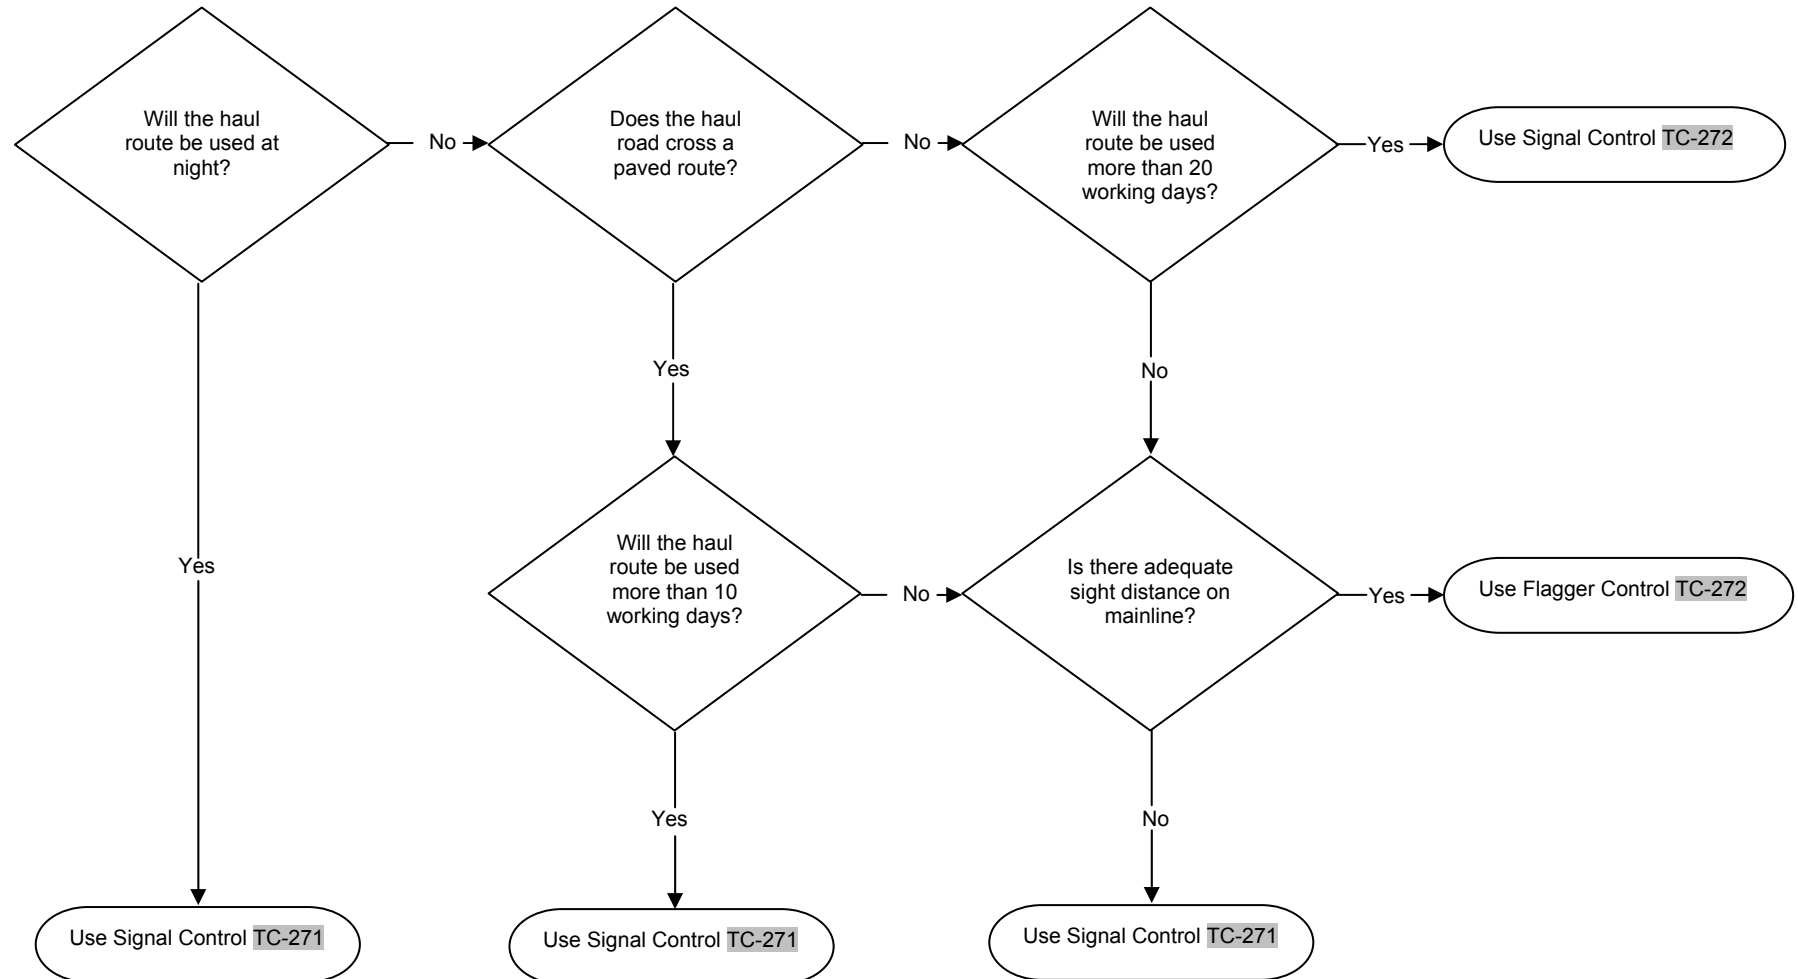 Will the haul
route be used at
night?
No
Does the haul
road cross a
paved route?
No
Will the haul
route be used
more than 20
working days?
Yes
Use Signal Control TC-272
Yes
No
Yes
Will the haul
route be used
more than 10
working days?
No
Is there adequate
sight distance on
mainline?
Yes
Use Flagger Control TC-272
Yes
No
Use Signal Control TC-271
Use Signal Control TC-271
Use Signal Control TC-271